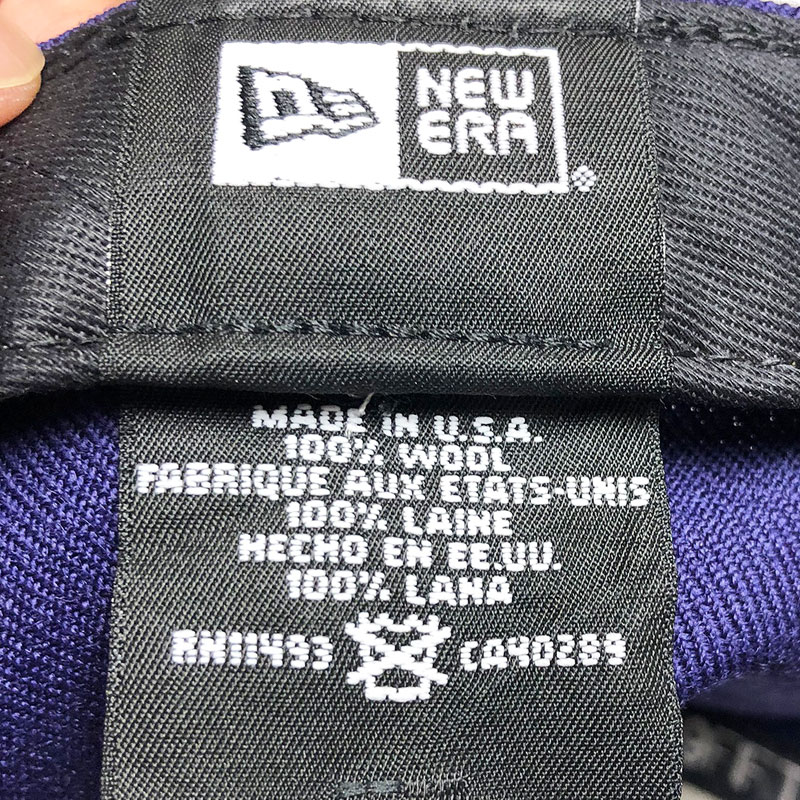 NEW
ERA
MADE IN U.S.A.
100% WOOL
FABRIQUE AUX ETATS-UNIS
100% LAINE
HECHO EN EE.UU.
100% LANA
RN11493 CA40289